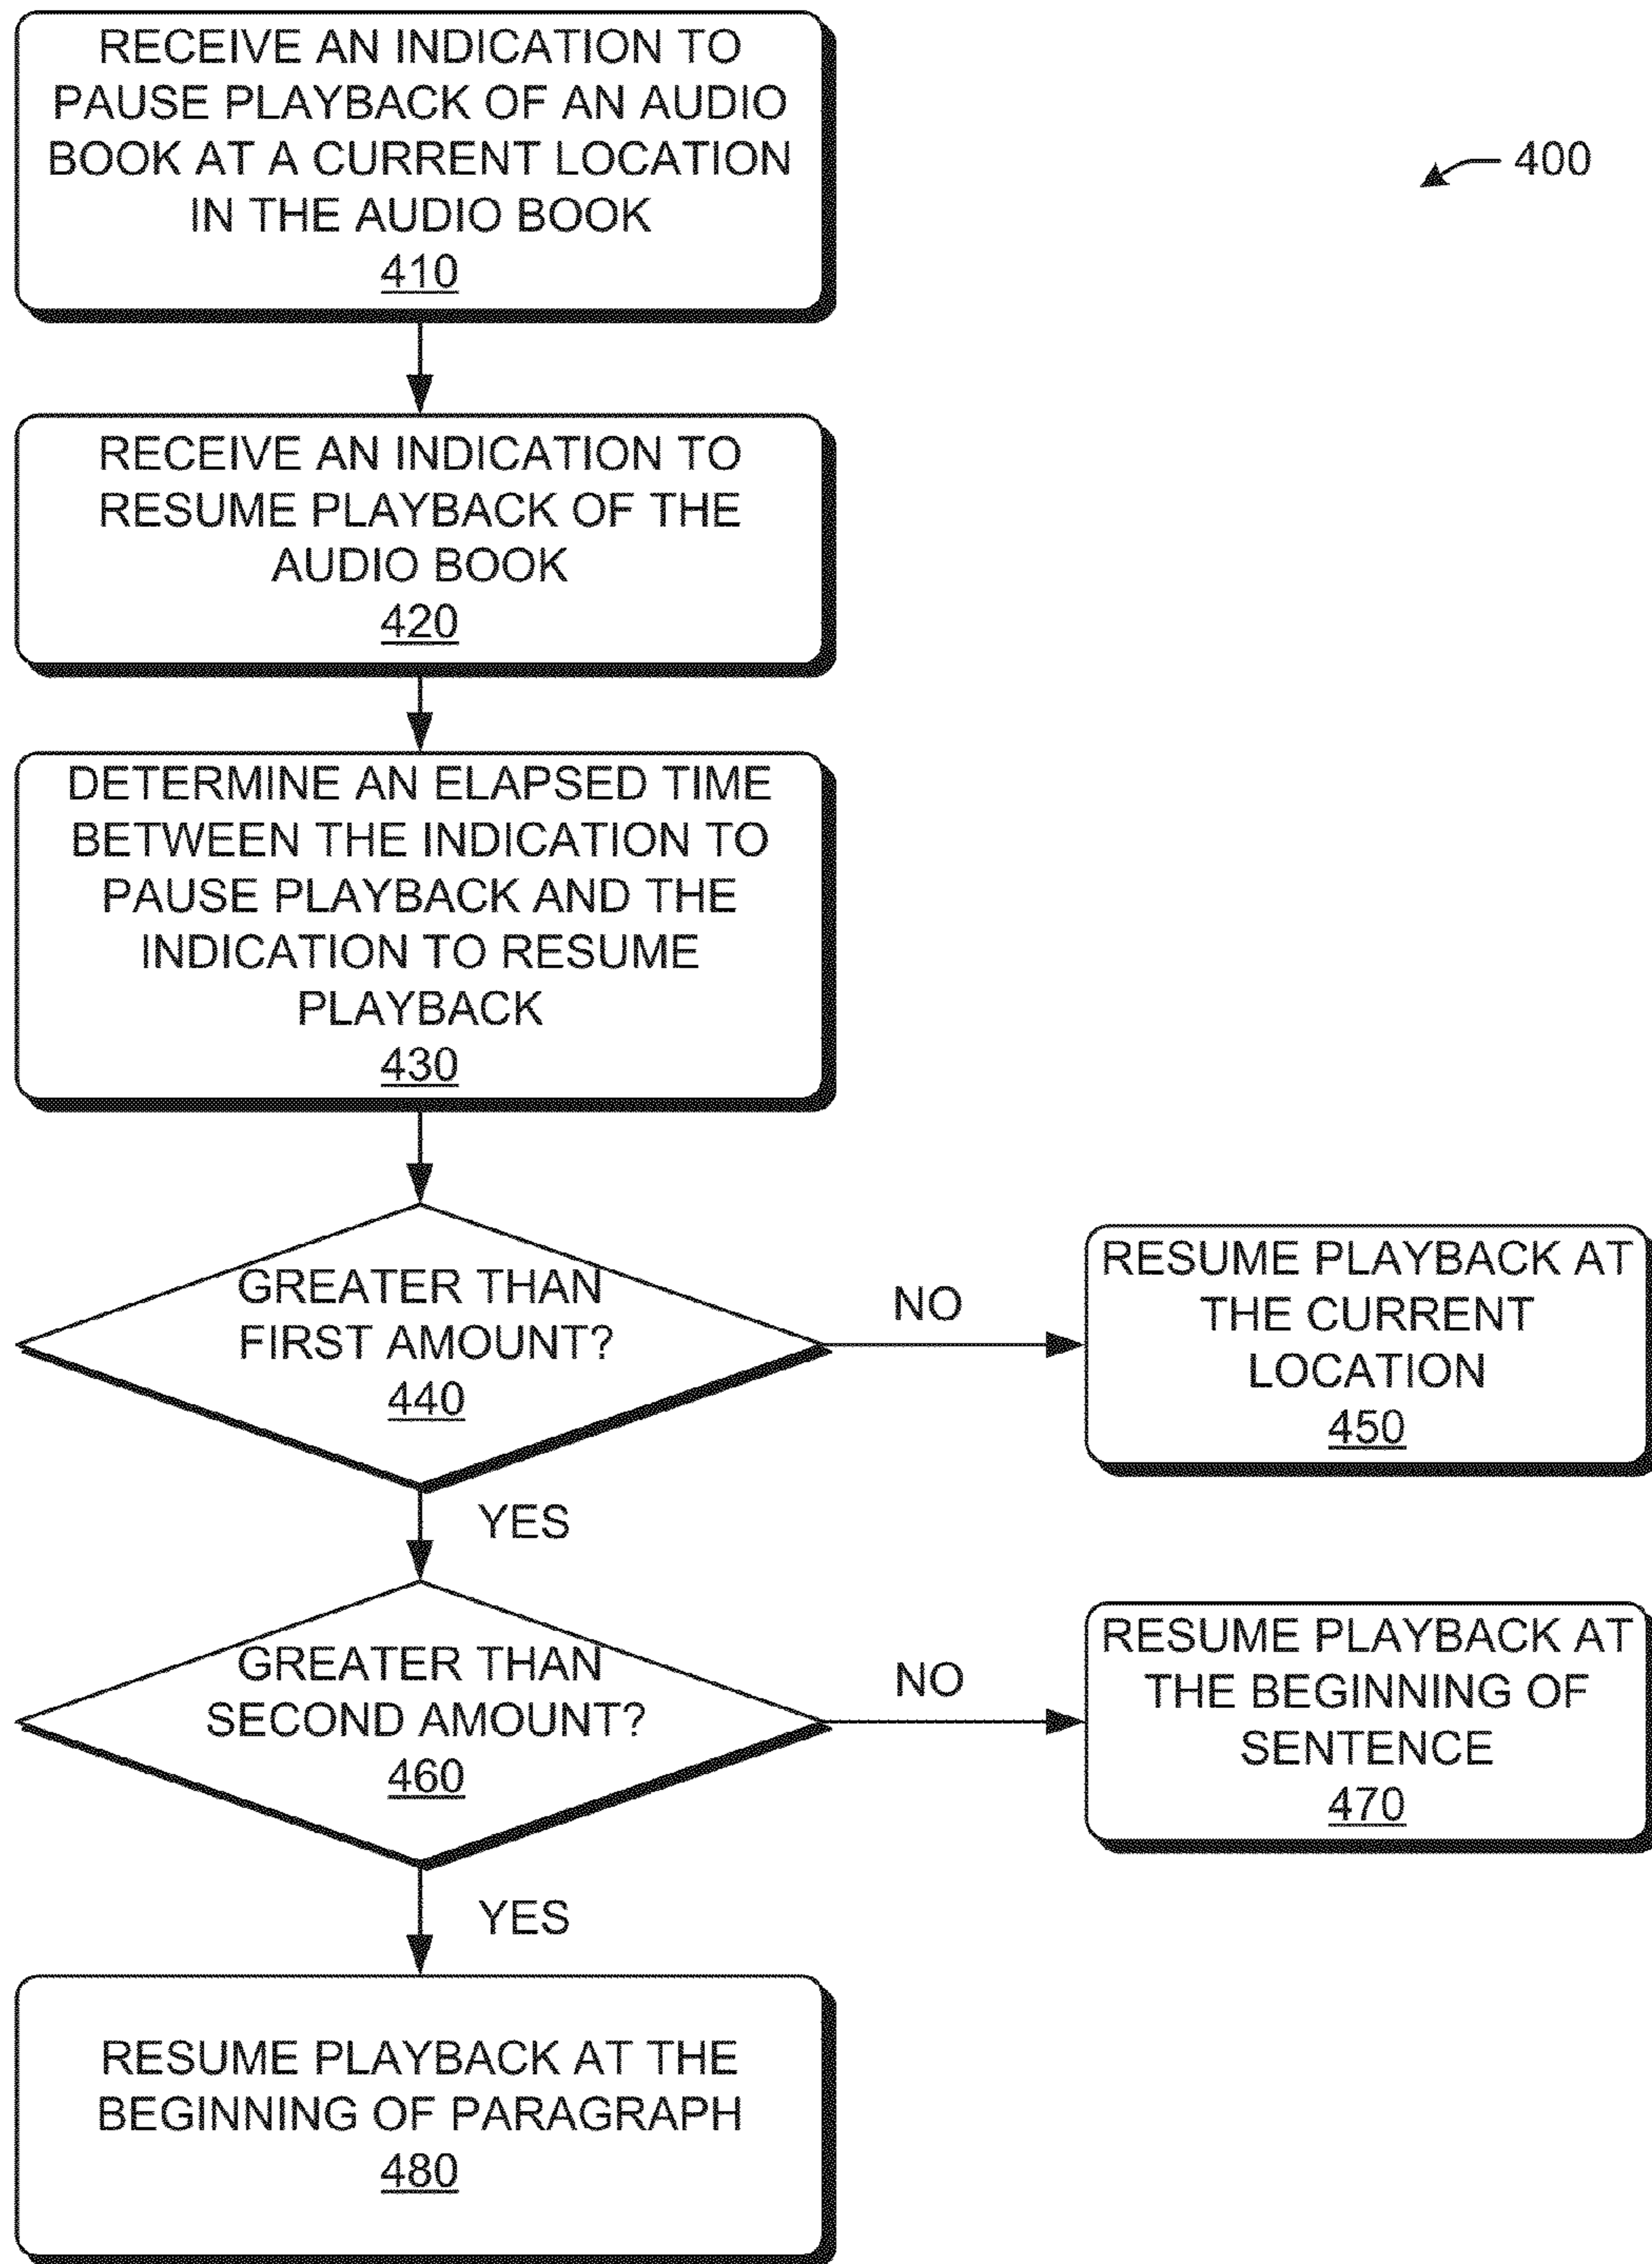 RECEIVE AN INDICATION TO
PAUSE PLAYBACK OF AN AUDIO
BOOK AT A CURRENT LOCATION
IN THE AUDIO BOOK
410
400
RECEIVE AN INDICATION TO
RESUME PLAYBACK OF THE
AUDIO BOOK
420
DETERMINE AN ELAPSED TIME
BETWEEN THE INDICATION TO
PAUSE PLAYBACK AND THE
INDICATION TO RESUME
PLAYBACK
430
GREATER THAN
FIRST AMOUNT?
440
NO
RESUME PLAYBACK AT
THE CURRENT
LOCATION
450
YES
GREATER THAN
SECOND AMOUNT?
460
NO
RESUME PLAYBACK AT
THE BEGINNING OF
SENTENCE
470
YES
RESUME PLAYBACK AT THE
BEGINNING OF PARAGRAPH
480